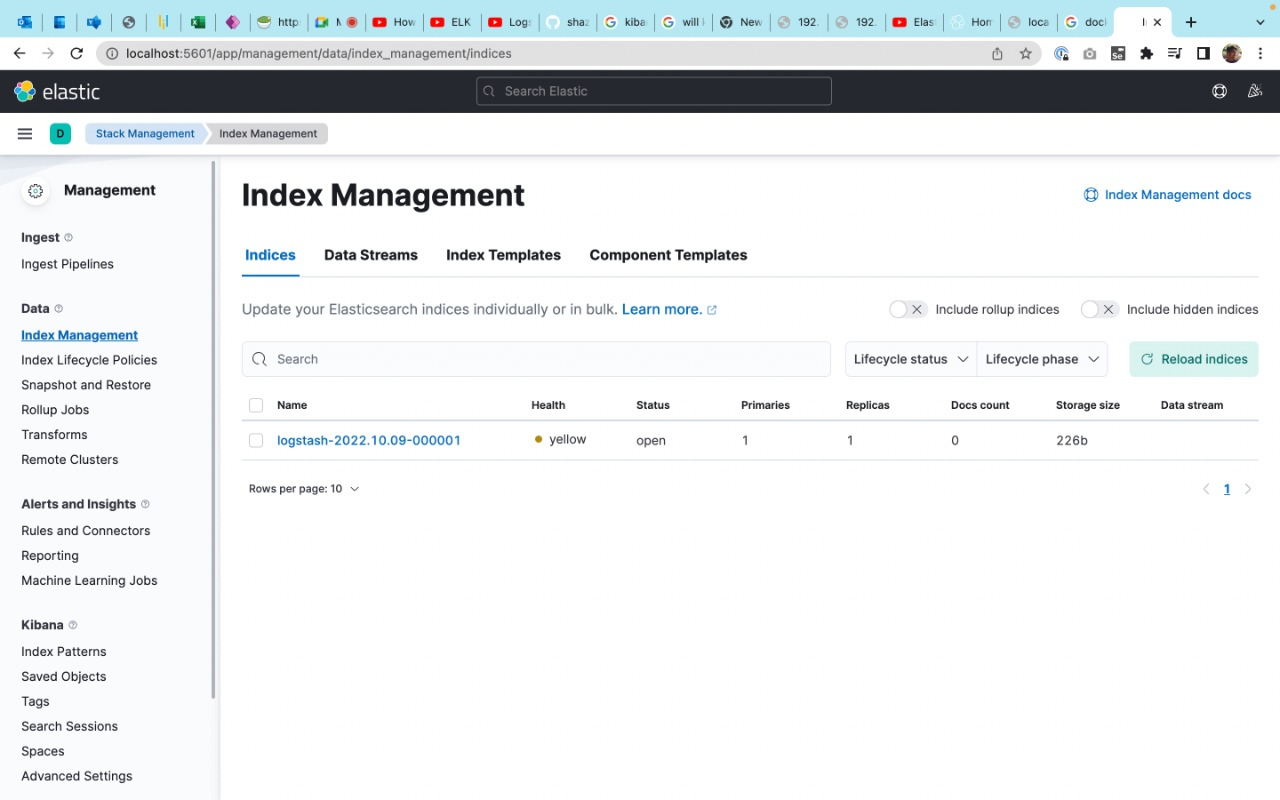 http:
M
How
ELK
Logs
shaz
kiba
will
New
192.
192.
Elast
Hom
loca
doc
localhost:5601/app/management/data/index_management/indices
elastic
Search Elastic
D
Stack Management
Index Management
Management
Ingest
Ingest Pipelines
Data
Index Management
Index Lifecycle Policies
Snapshot and Restore
Rollup Jobs
Transforms
Remote Clusters
Alerts and Insights
Rules and Connectors
Reporting
Machine Learning Jobs
Kibana
Index Patterns
Saved Objects
Tags
Search Sessions
Spaces
Advanced Settings
Index Management
Index Management docs
Indices Data Streams Index Templates Component Templates
Update your Elasticsearch indices individually or in bulk. Learn more.
Include rollup indices
Include hidden indices
Search
Lifecycle status
Lifecycle phase
Reload indices
Name Health Status Primaries Replicas Docs count Storage size Data stream
logstash-2022.10.09-000001 yellow open 1 1 0 226b
Rows per page: 10
1